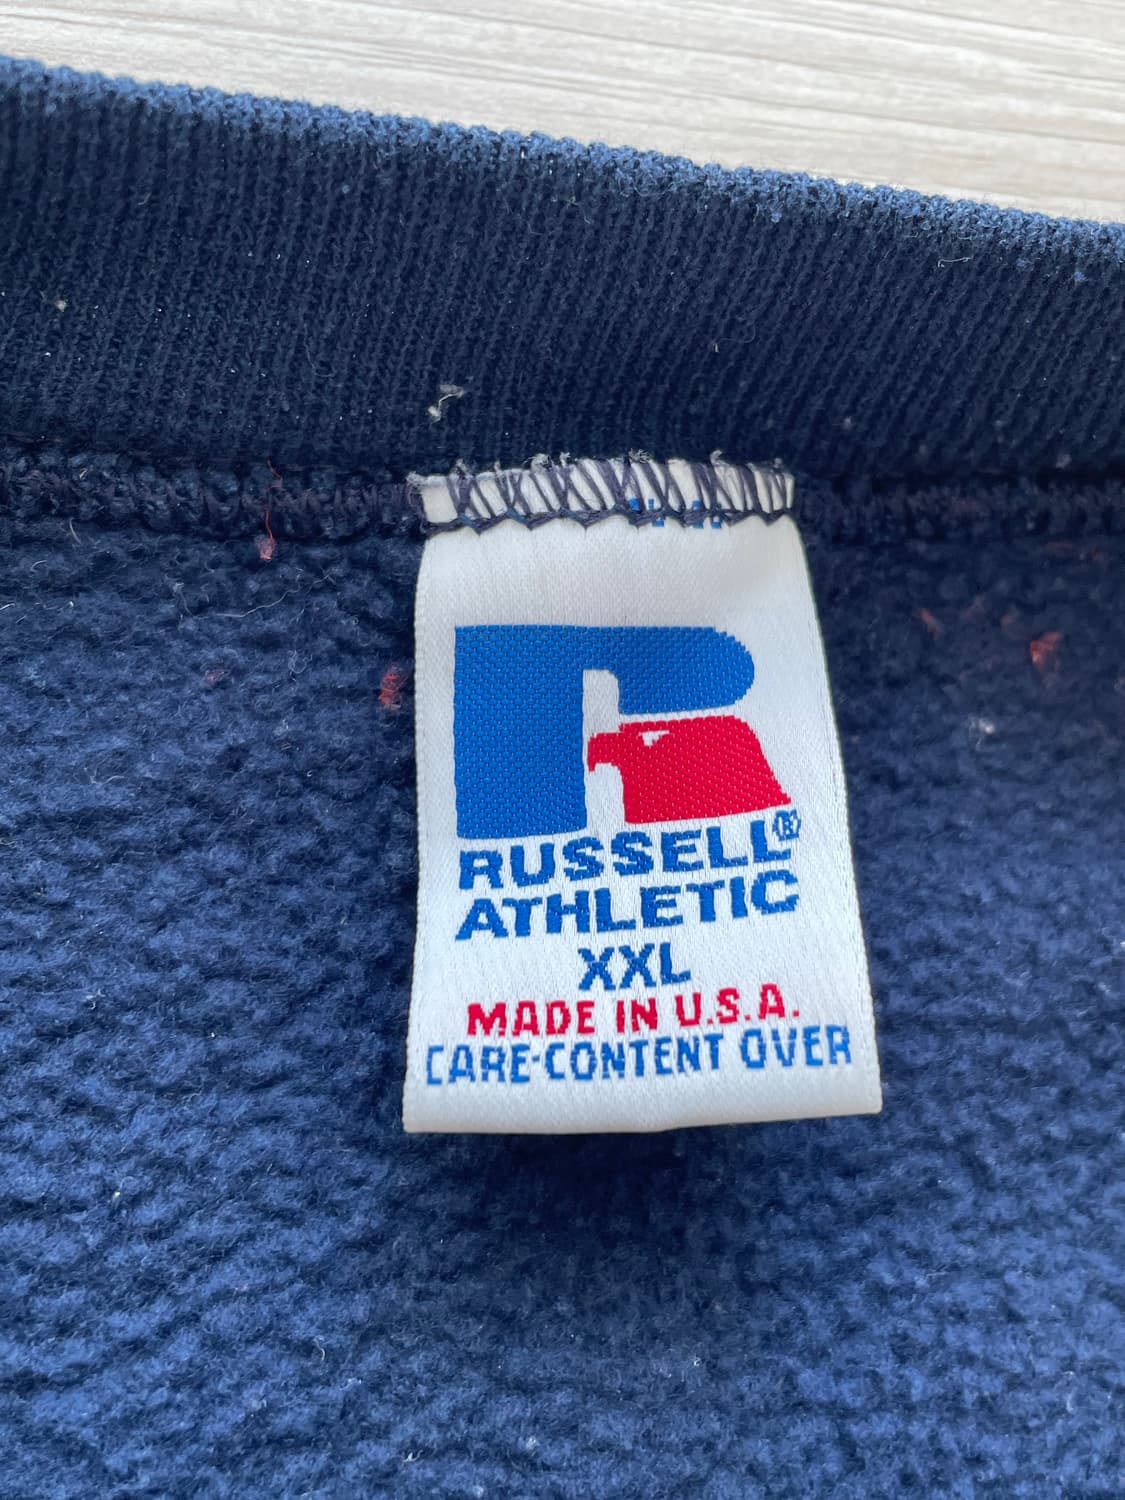 RUSSELL®
ATHLETIC
XXL
MADE IN U.S.A.
CARE-CONTENT OVER